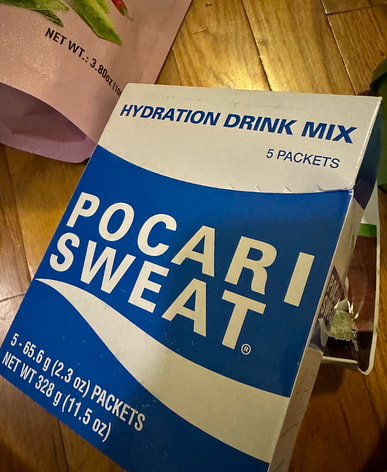 NET WT.: 3.80oz
HYDRATION DRINK MIX
5 PACKETS
POCARI
SWEAT®
5 - 65.6 g (2.3 oz) PACKETS
NET WT 328 g (11.5 oz)